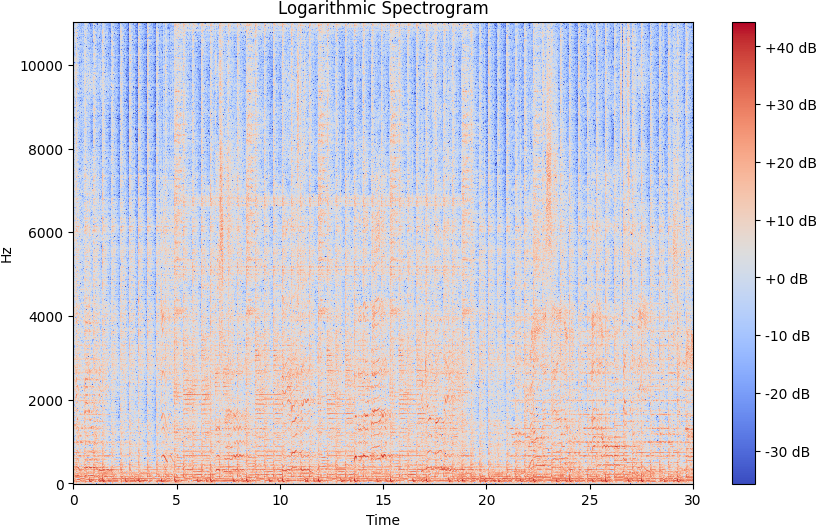 Logarithmic Spectrogram
Hz
10000
8000
6000
4000
2000
0
0 5 10 15 20 25 30
Time
+40 dB
+30 dB
+20 dB
+10 dB
+0 dB
-10 dB
-20 dB
-30 dB